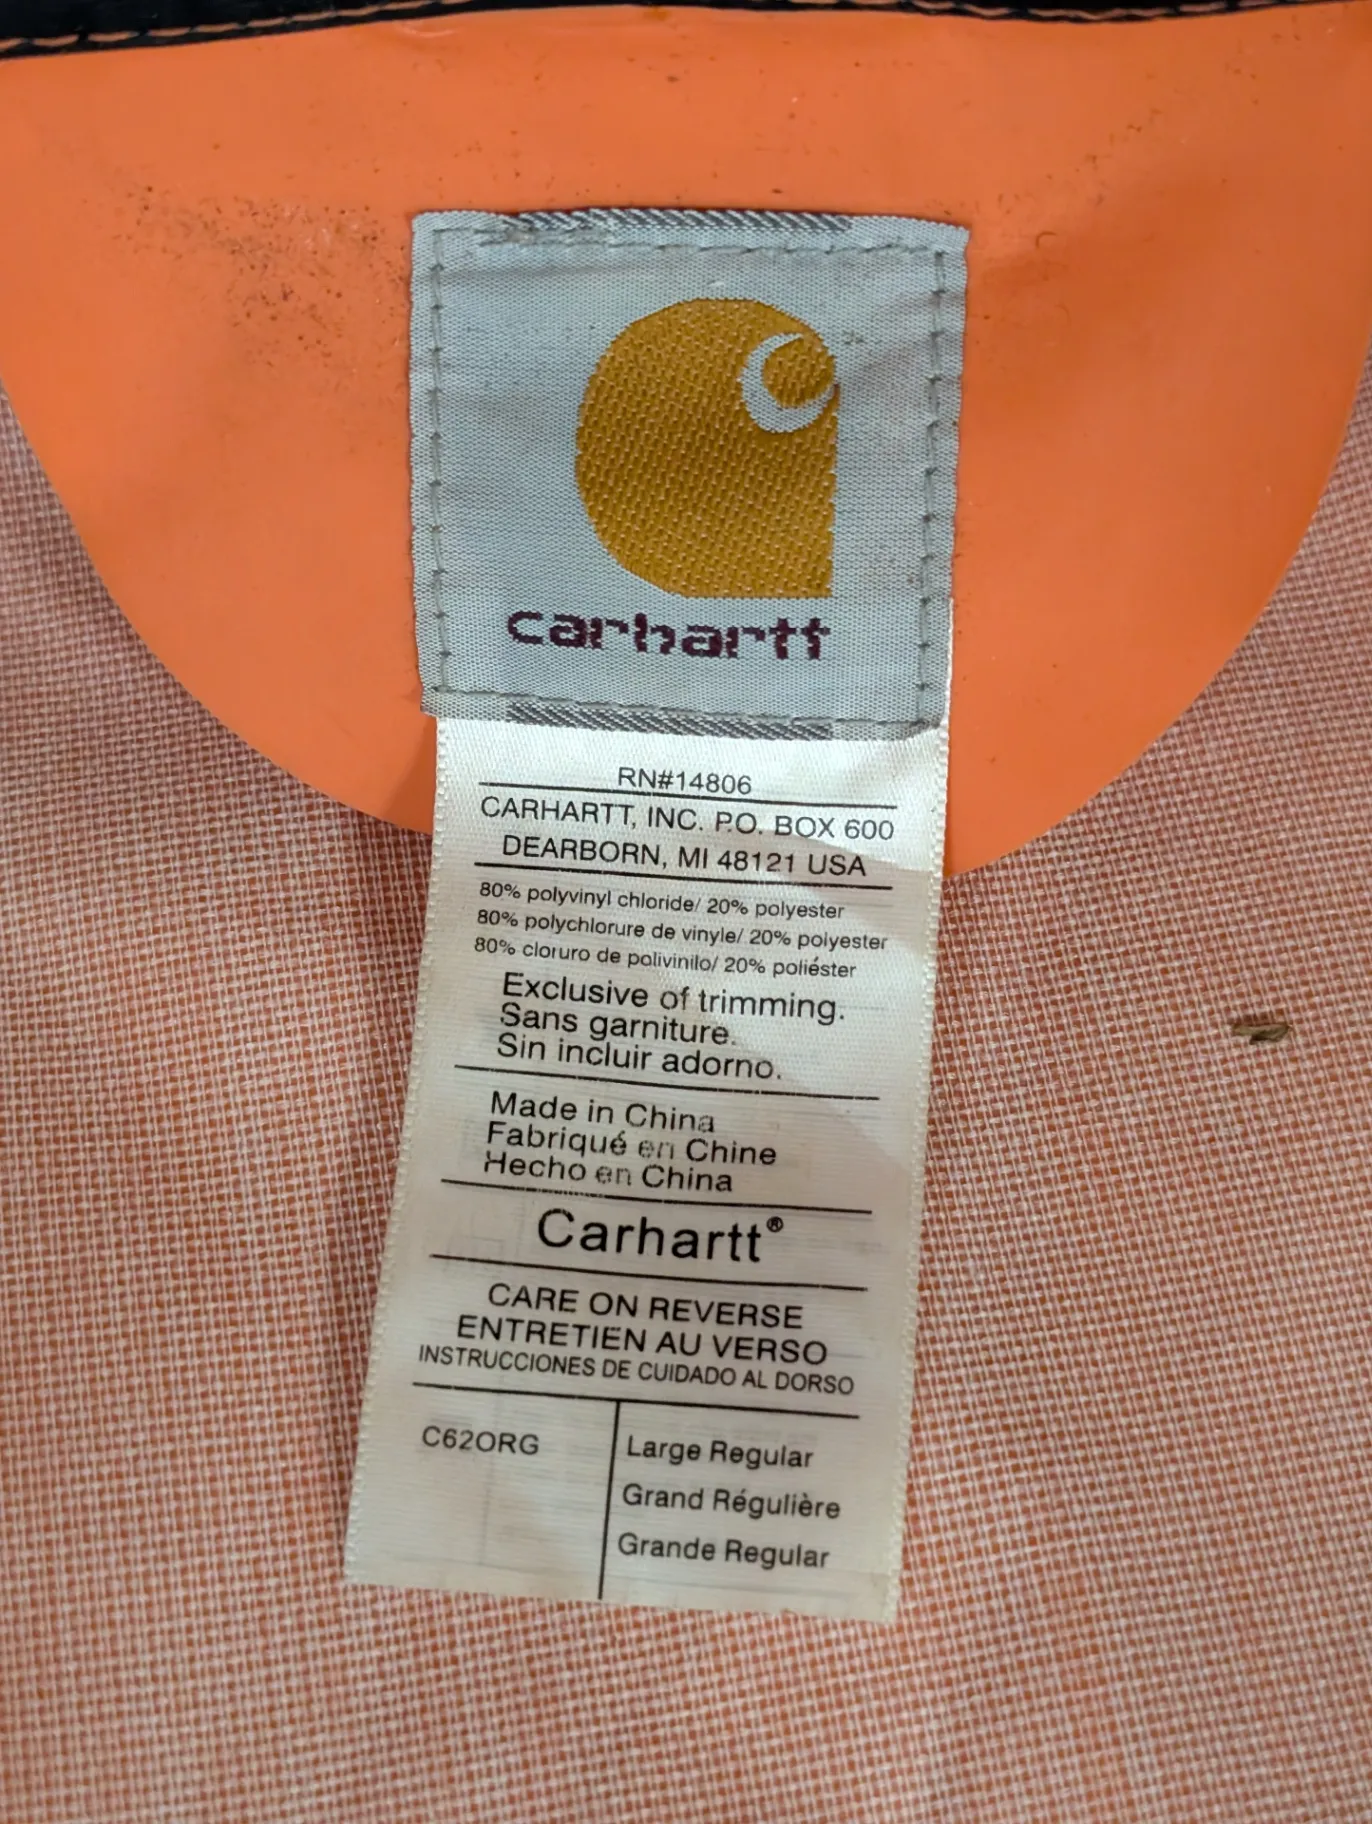 carhartt
RN#14806
CARHARTT, INC. P.O. BOX 600
DEARBORN, MI 48121 USA
80% polyvinyl chloride/ 20% polyester
80% polychlorure de vinyle/ 20% polyester
80% cloruro de polivinilo/ 20% poliéster
Exclusive of trimming.
Sans garniture.
Sin incluir adorno.
Made in China
Fabriqué en Chine
Hecho en China
Carhartt®
CARE ON REVERSE
ENTRETIEN AU VERSO
INSTRUCCIONES DE CUIDADO AL DORSO
C62ORG
Large Regular
Grand Régulière
Grande Regular